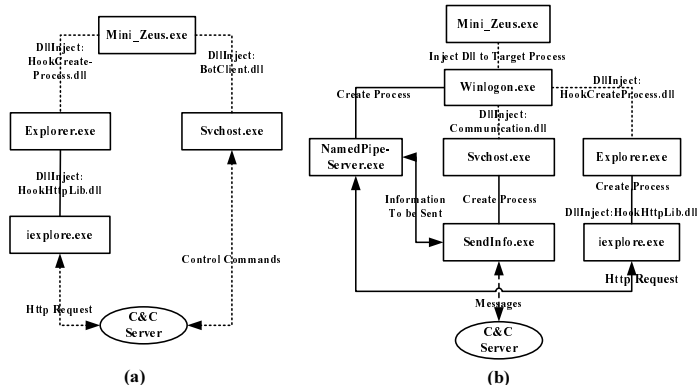 Mini_Zeus.exe
DllInject:
HookCreate-
Process.dll
DllInject:
BotClient.dll
Explorer.exe
Svchost.exe
DllInject:
HookHttpLib.dll
iexplore.exe
Control Commands
Http Request
C&C
Server
(a)
Mini_Zeus.exe
Inject Dll to Target Process
Winlogon.exe
Create Process
DllInject:
HookCreateProcess.dll
DllInject:
Communication.dll
NamedPipe-
Server.exe
Svchost.exe
Explorer.exe
Create Process
Create Process
Information
To be Sent
DllInject:HookHttpLib.dll
SendInfo.exe
iexplore.exe
Http Request
Messages
C&C
Server
(b)